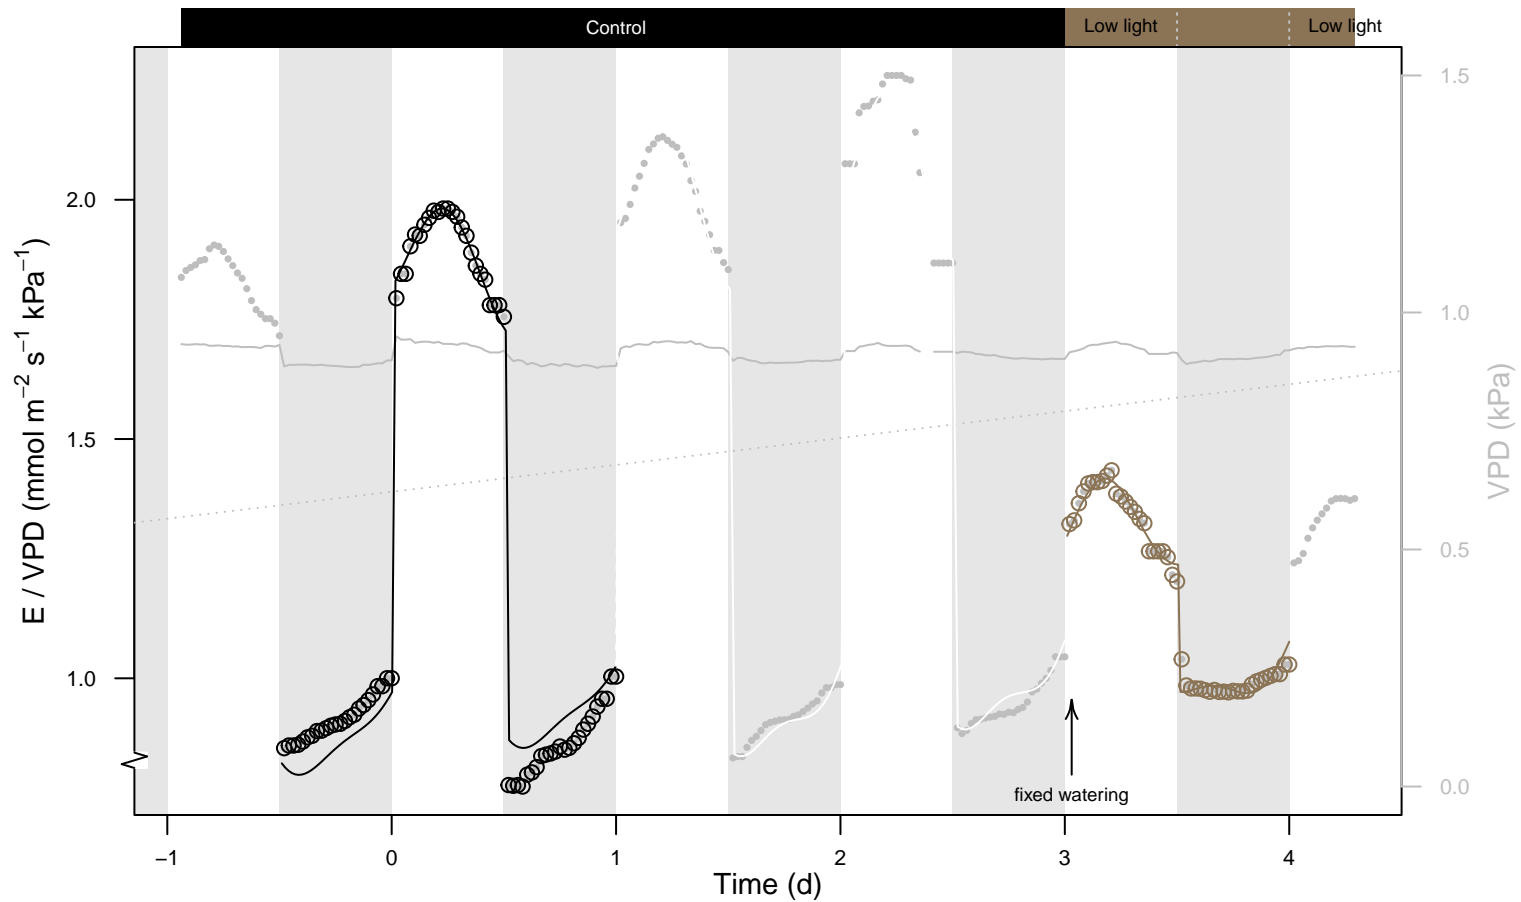 Control
Low light
Low light
2.0
1.5
1.0
E / VPD (mmol m−2 s−1 kPa−1)
1.5
1.0
0.5
0.0
VPD (kPa)
fixed watering
−1
0
1
2
3
4
Time (d)